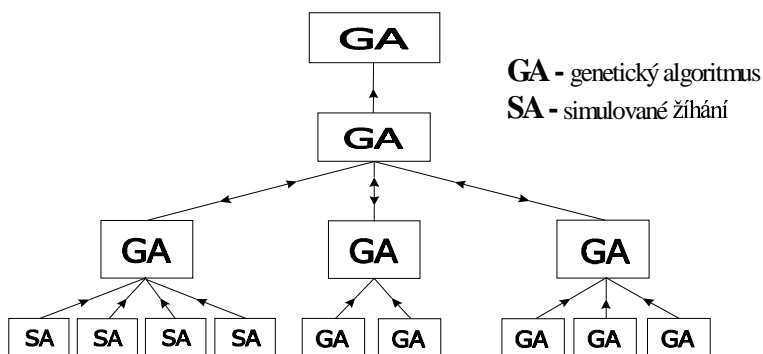 GA
GA - genetický algoritmus
SA - simulované žíhání
GA
GA GA GA
SA SA SA SA GA GA GA GA GA